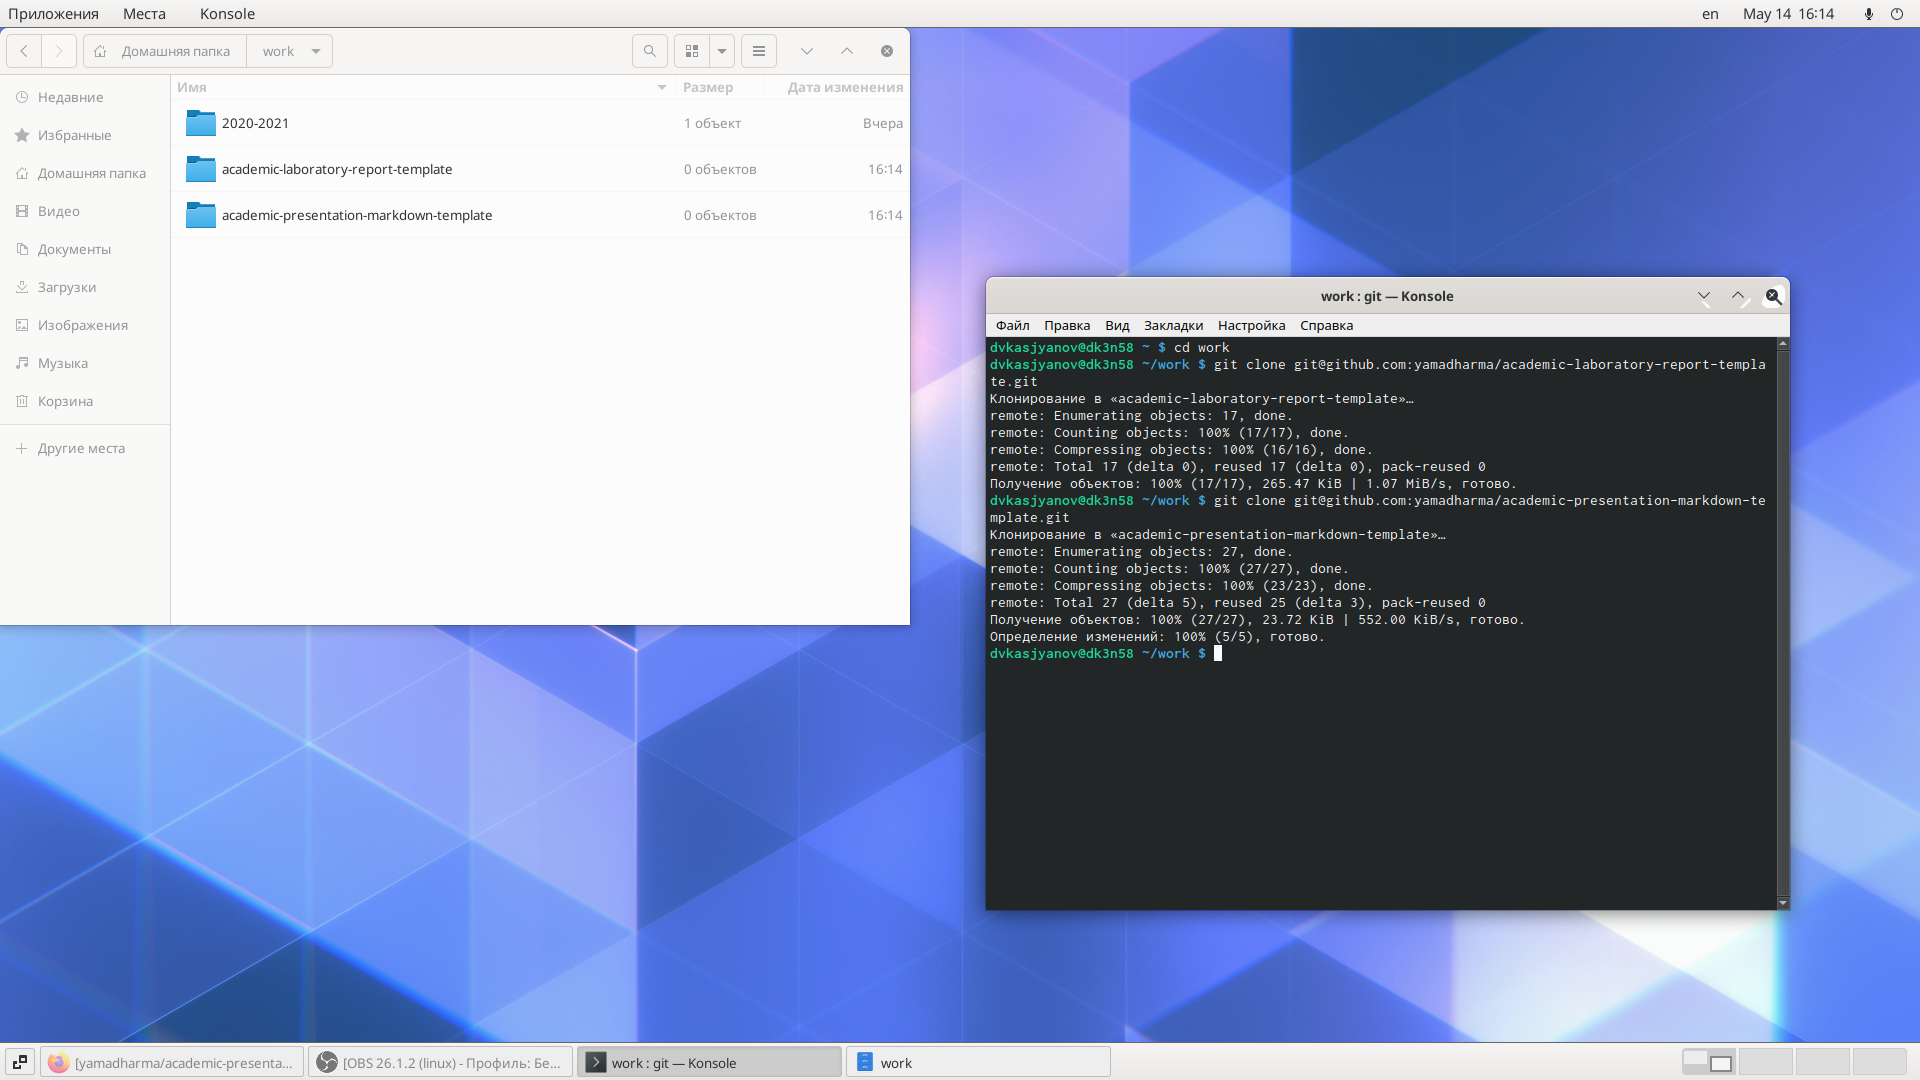 Приложения Места Konsole en May 14 16:14
Домашняя папка work
Имя Размер Дата изменения
Недавние
Избранные
Домашняя папка
Видео
Документы
Загрузки
Изображения
Музыка
Корзина
Другие места
2020-2021 1 объект Вчера
academic-laboratory-report-template 0 объектов 16:14
academic-presentation-markdown-template 0 объектов 16:14
work : git — Konsole
Файл Правка Вид Закладки Настройка Справка
dvkasjyanov@dk3n58 ~ $ cd work
dvkasjyanov@dk3n58 ~/work $ git clone git@github.com:yamadharma/academic-laboratory-report-templa
te.git
Клонирование в «academic-laboratory-report-template»…
remote: Enumerating objects: 17, done.
remote: Counting objects: 100% (17/17), done.
remote: Compressing objects: 100% (16/16), done.
remote: Total 17 (delta 0), reused 17 (delta 0), pack-reused 0
Получение объектов: 100% (17/17), 265.47 KiB | 1.07 MiB/s, готово.
dvkasjyanov@dk3n58 ~/work $ git clone git@github.com:yamadharma/academic-presentation-markdown-te
mplate.git
Клонирование в «academic-presentation-markdown-template»…
remote: Enumerating objects: 27, done.
remote: Counting objects: 100% (27/27), done.
remote: Compressing objects: 100% (23/23), done.
remote: Total 27 (delta 5), reused 25 (delta 3), pack-reused 0
Получение объектов: 100% (27/27), 23.72 KiB | 552.00 KiB/s, готово.
Определение изменений: 100% (5/5), готово.
dvkasjyanov@dk3n58 ~/work $
[yamadharma/academic-presenta... [OBS 26.1.2 (linux) - Профиль: Бе... work : git — Konsole work